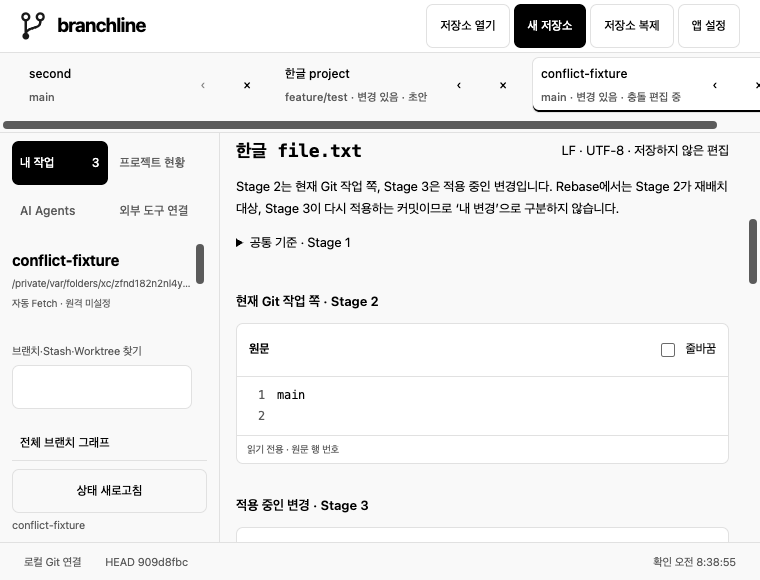 branchline
저장소 열기
새 저장소
저장소 복제
앱 설정
second
main
‹
×
한글 project
feature/test · 변경 있음 · 초안
‹
×
conflict-fixture
main · 변경 있음 · 충돌 편집 중
‹
×
내 작업 3
프로젝트 현황
AI Agents
외부 도구 연결
conflict-fixture
/private/var/folders/xc/zfnd182n2nl4y...
자동 Fetch · 원격 미설정
브랜치·Stash·Worktree 찾기
전체 브랜치 그래프
상태 새로고침
conflict-fixture
한글 file.txt
LF · UTF-8 · 저장하지 않은 편집
Stage 2는 현재 Git 작업 쪽, Stage 3은 적용 중인 변경입니다. Rebase에서는 Stage 2가 재배치
대상, Stage 3이 다시 적용하는 커밋이므로 ‘내 변경’으로 구분하지 않습니다.
▶ 공통 기준 · Stage 1
현재 Git 작업 쪽 · Stage 2
원문
줄바꿈
1 main
2
읽기 전용 · 원문 행 번호
적용 중인 변경 · Stage 3
로컬 Git 연결
HEAD 909d8fbc
확인 오전 8:38:55